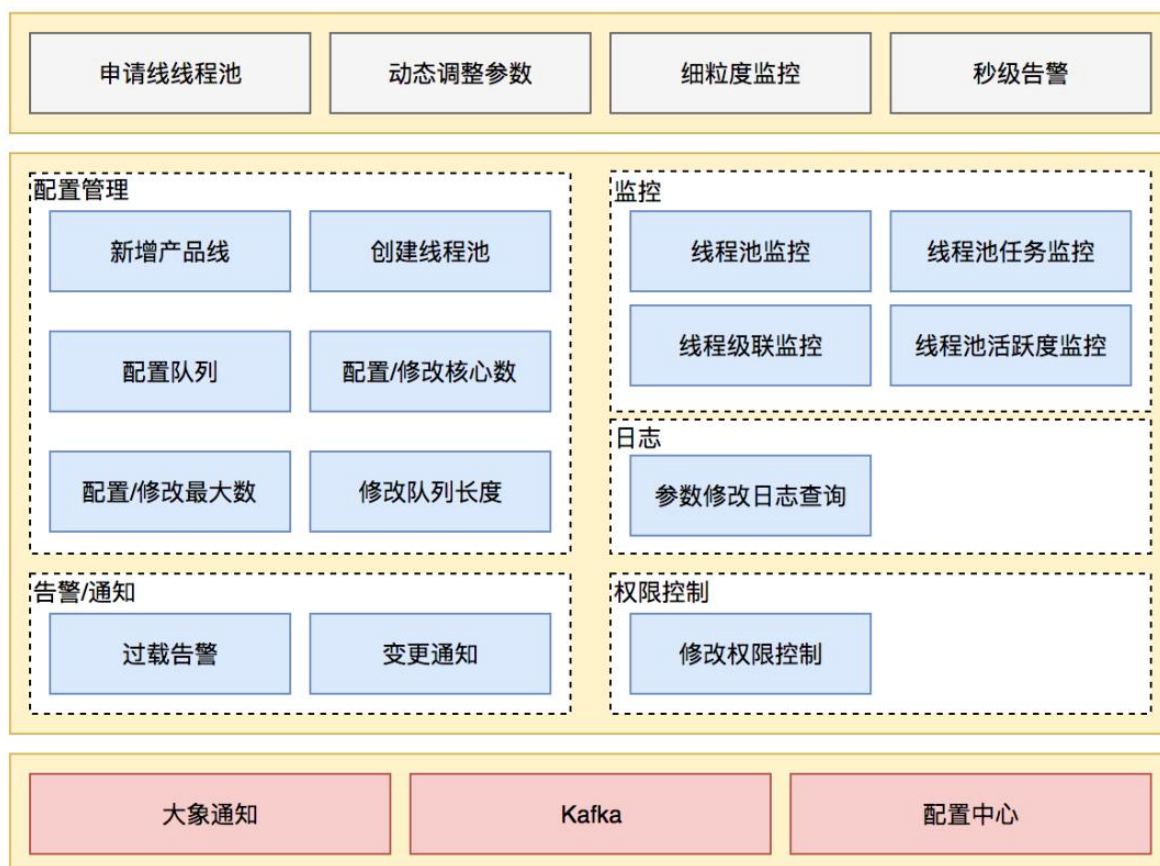 申请线线程池
动态调整参数
细粒度监控
秒级告警
配置管理
新增产品线
创建线程池
配置队列
配置/修改核心数
配置/修改最大数
修改队列长度
监控
线程池监控
线程池任务监控
线程级联监控
线程池活跃度监控
日志
参数修改日志查询
告警/通知
过载告警
变更通知
权限控制
修改权限控制
大象通知
Kafka
配置中心